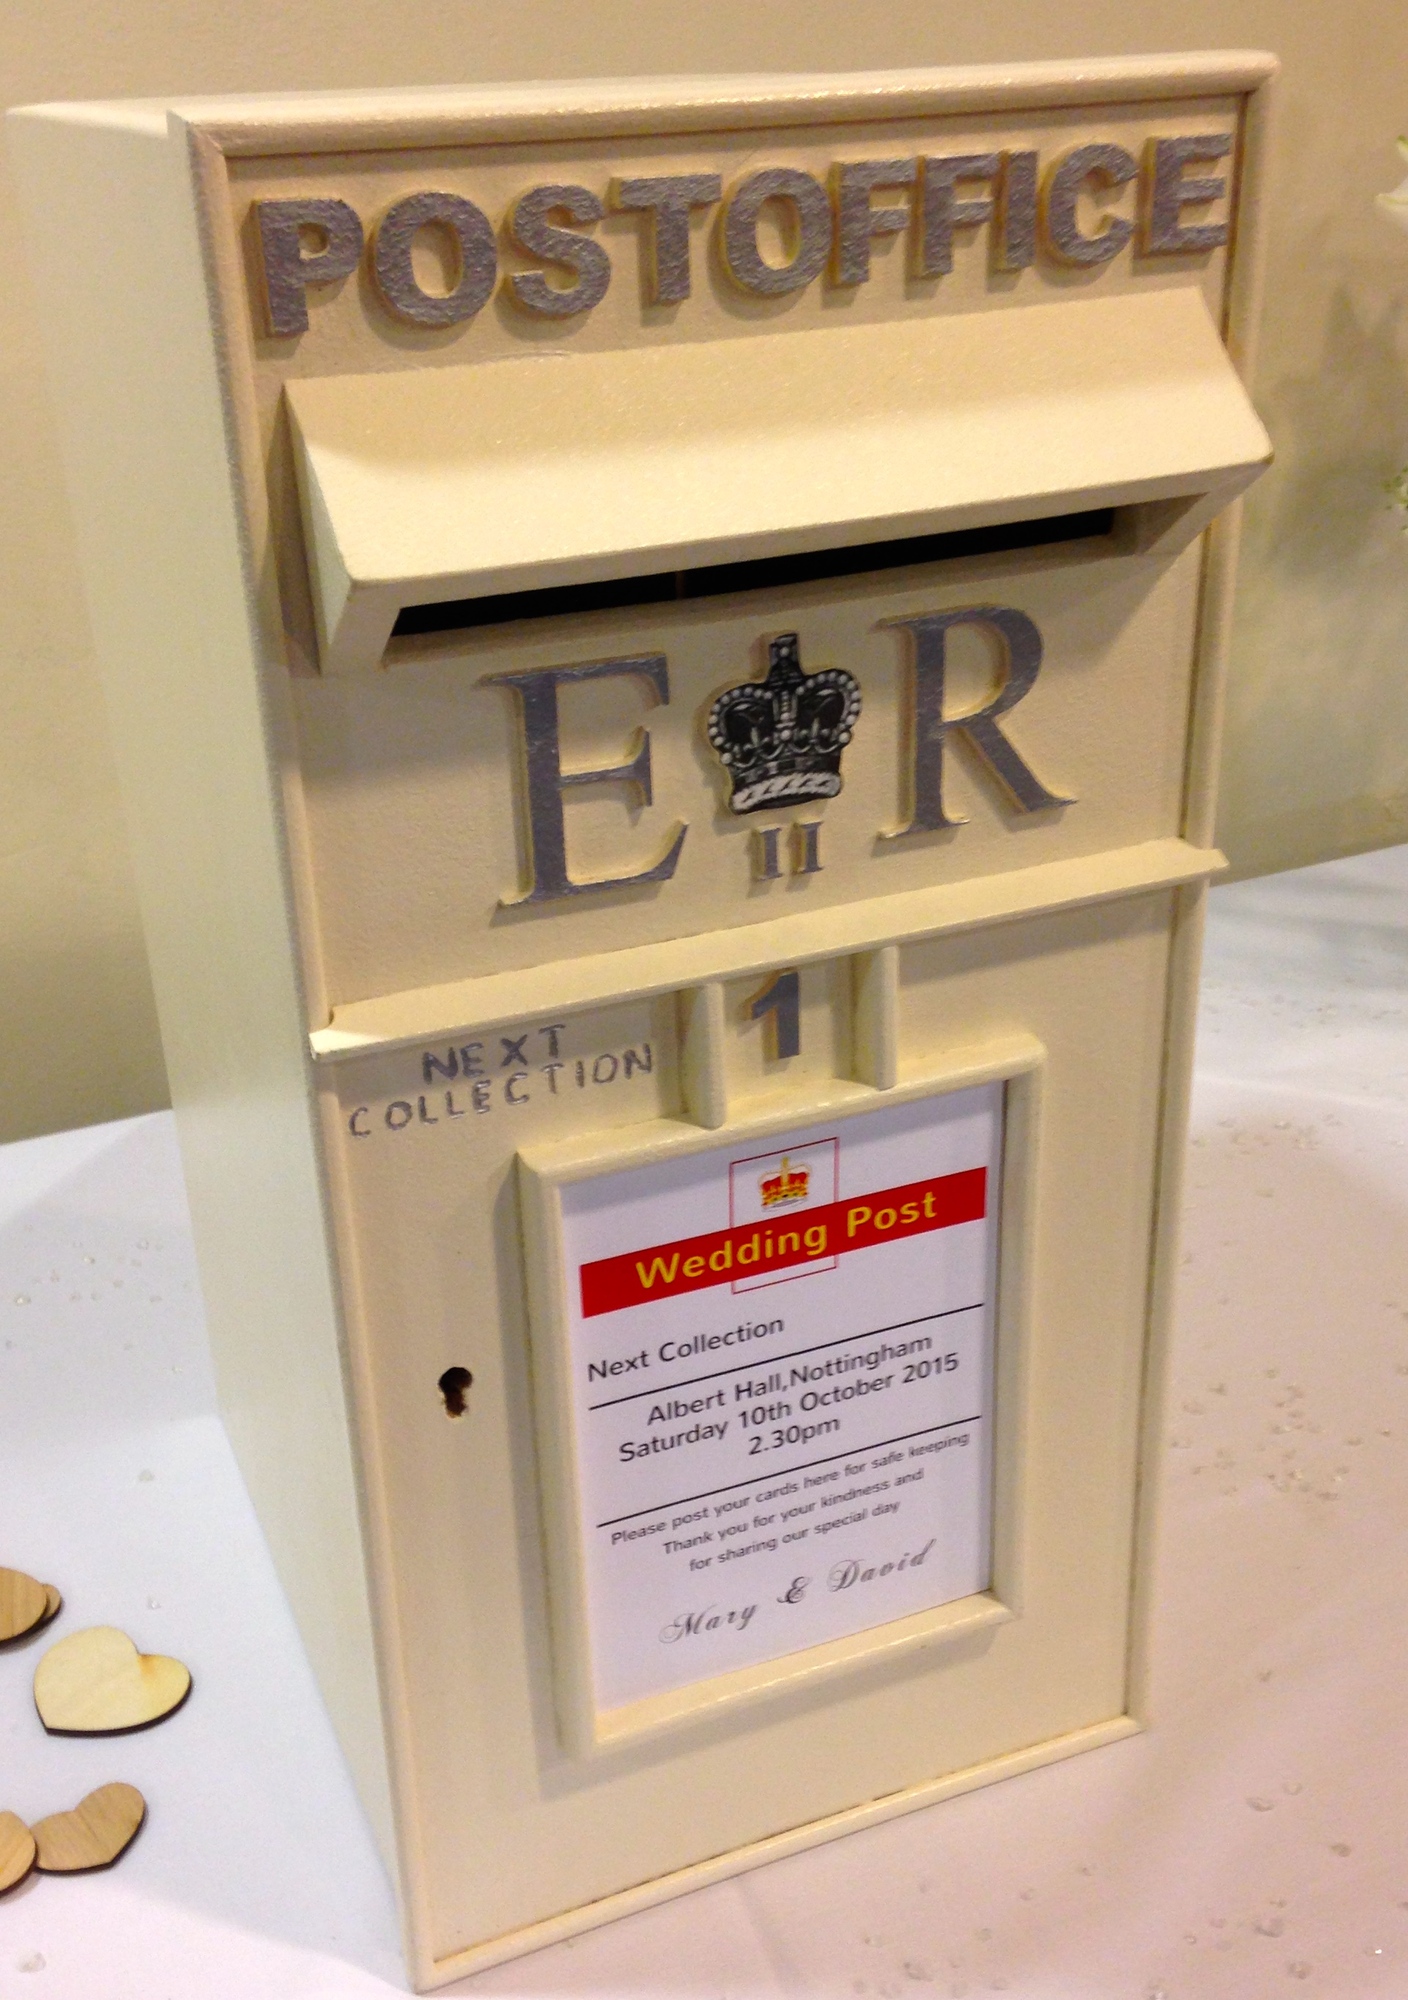 POSTOFFICE
E R
II
1
NEXT
COLLECTION
Wedding Post
Next Collection
Albert Hall,Nottingham
Saturday 10th October 2015
2.30pm
Please post your cards here for safe keeping
Thank you for your kindness and
for sharing our special day
Mary & David